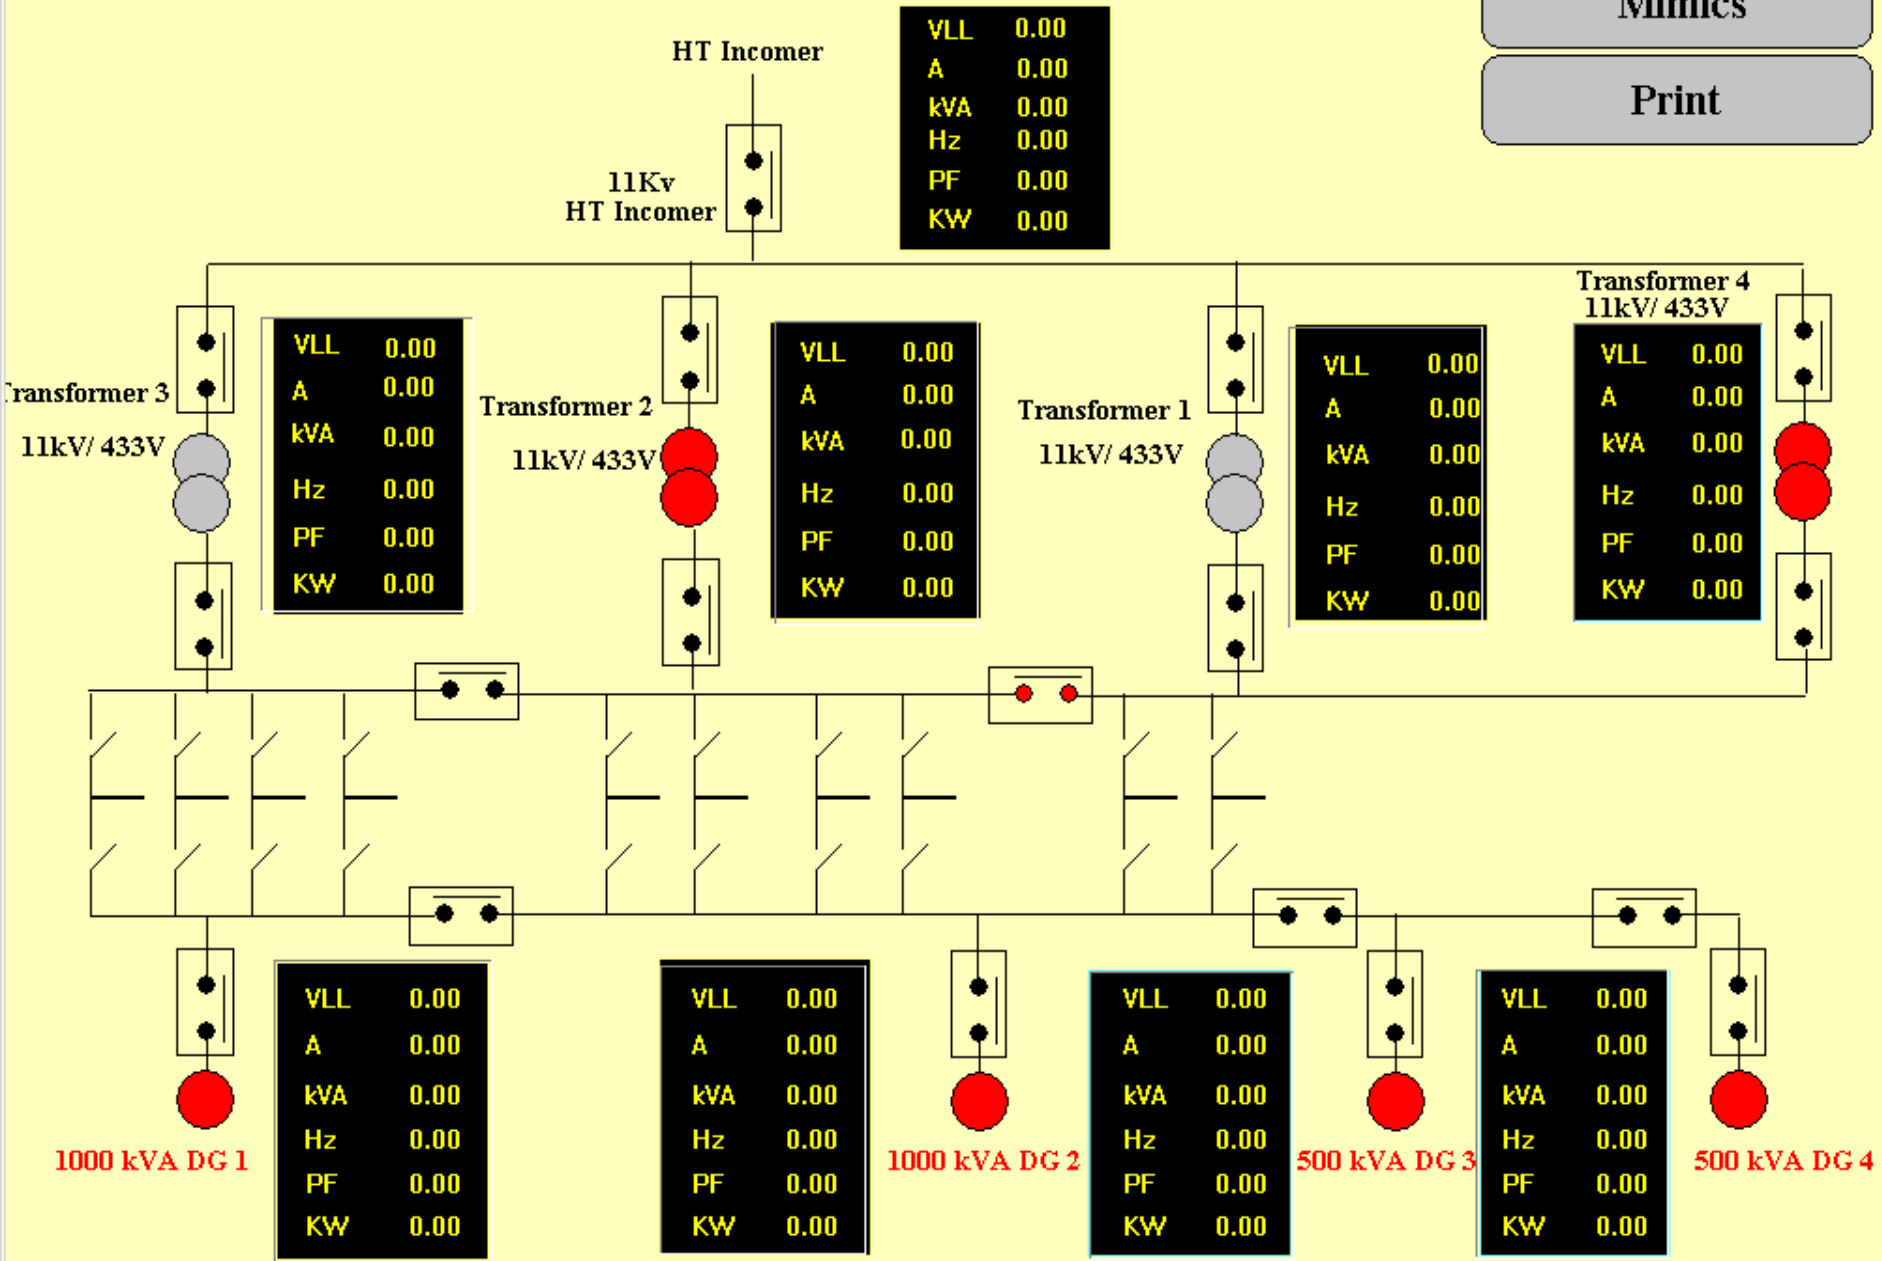 Mimics
Print
HT Incomer
VLL 0.00
A 0.00
kVA 0.00
Hz 0.00
PF 0.00
KW 0.00
11Kv
HT Incomer
Transformer 3
11kV/ 433V
VLL 0.00
A 0.00
kVA 0.00
Hz 0.00
PF 0.00
KW 0.00
Transformer 2
11kV/ 433V
VLL 0.00
A 0.00
kVA 0.00
Hz 0.00
PF 0.00
KW 0.00
Transformer 1
11kV/ 433V
VLL 0.00
A 0.00
kVA 0.00
Hz 0.00
PF 0.00
KW 0.00
Transformer 4
11kV/ 433V
VLL 0.00
A 0.00
kVA 0.00
Hz 0.00
PF 0.00
KW 0.00
1000 kVA DG 1
VLL 0.00
A 0.00
kVA 0.00
Hz 0.00
PF 0.00
KW 0.00
VLL 0.00
A 0.00
kVA 0.00
Hz 0.00
PF 0.00
KW 0.00
1000 kVA DG 2
VLL 0.00
A 0.00
kVA 0.00
Hz 0.00
PF 0.00
KW 0.00
500 kVA DG 3
VLL 0.00
A 0.00
kVA 0.00
Hz 0.00
PF 0.00
KW 0.00
500 kVA DG 4